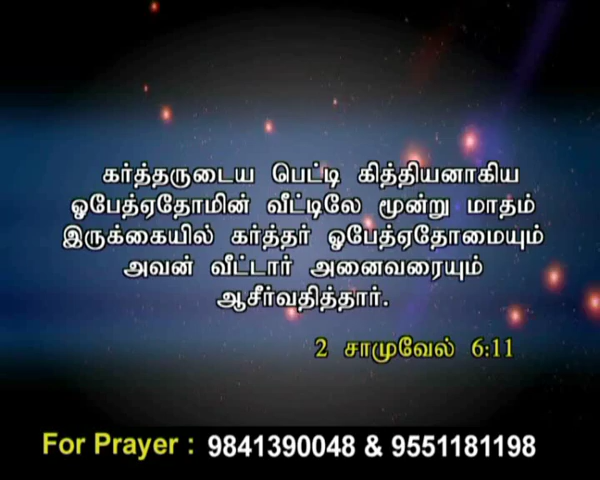 கர்த்தருடைய பெட்டி கித்தியனாகிய
ஓபேத்ஏதோமின் வீட்டிலே மூன்று மாதம்
இருக்கையில் கர்த்தர் ஓபேத்ஏதோமையும்
அவன் வீட்டார் அனைவரையும்
ஆசீர்வதித்தார்.
2 சாமுவேல் 6:11
For Prayer : 9841390048 & 9551181198